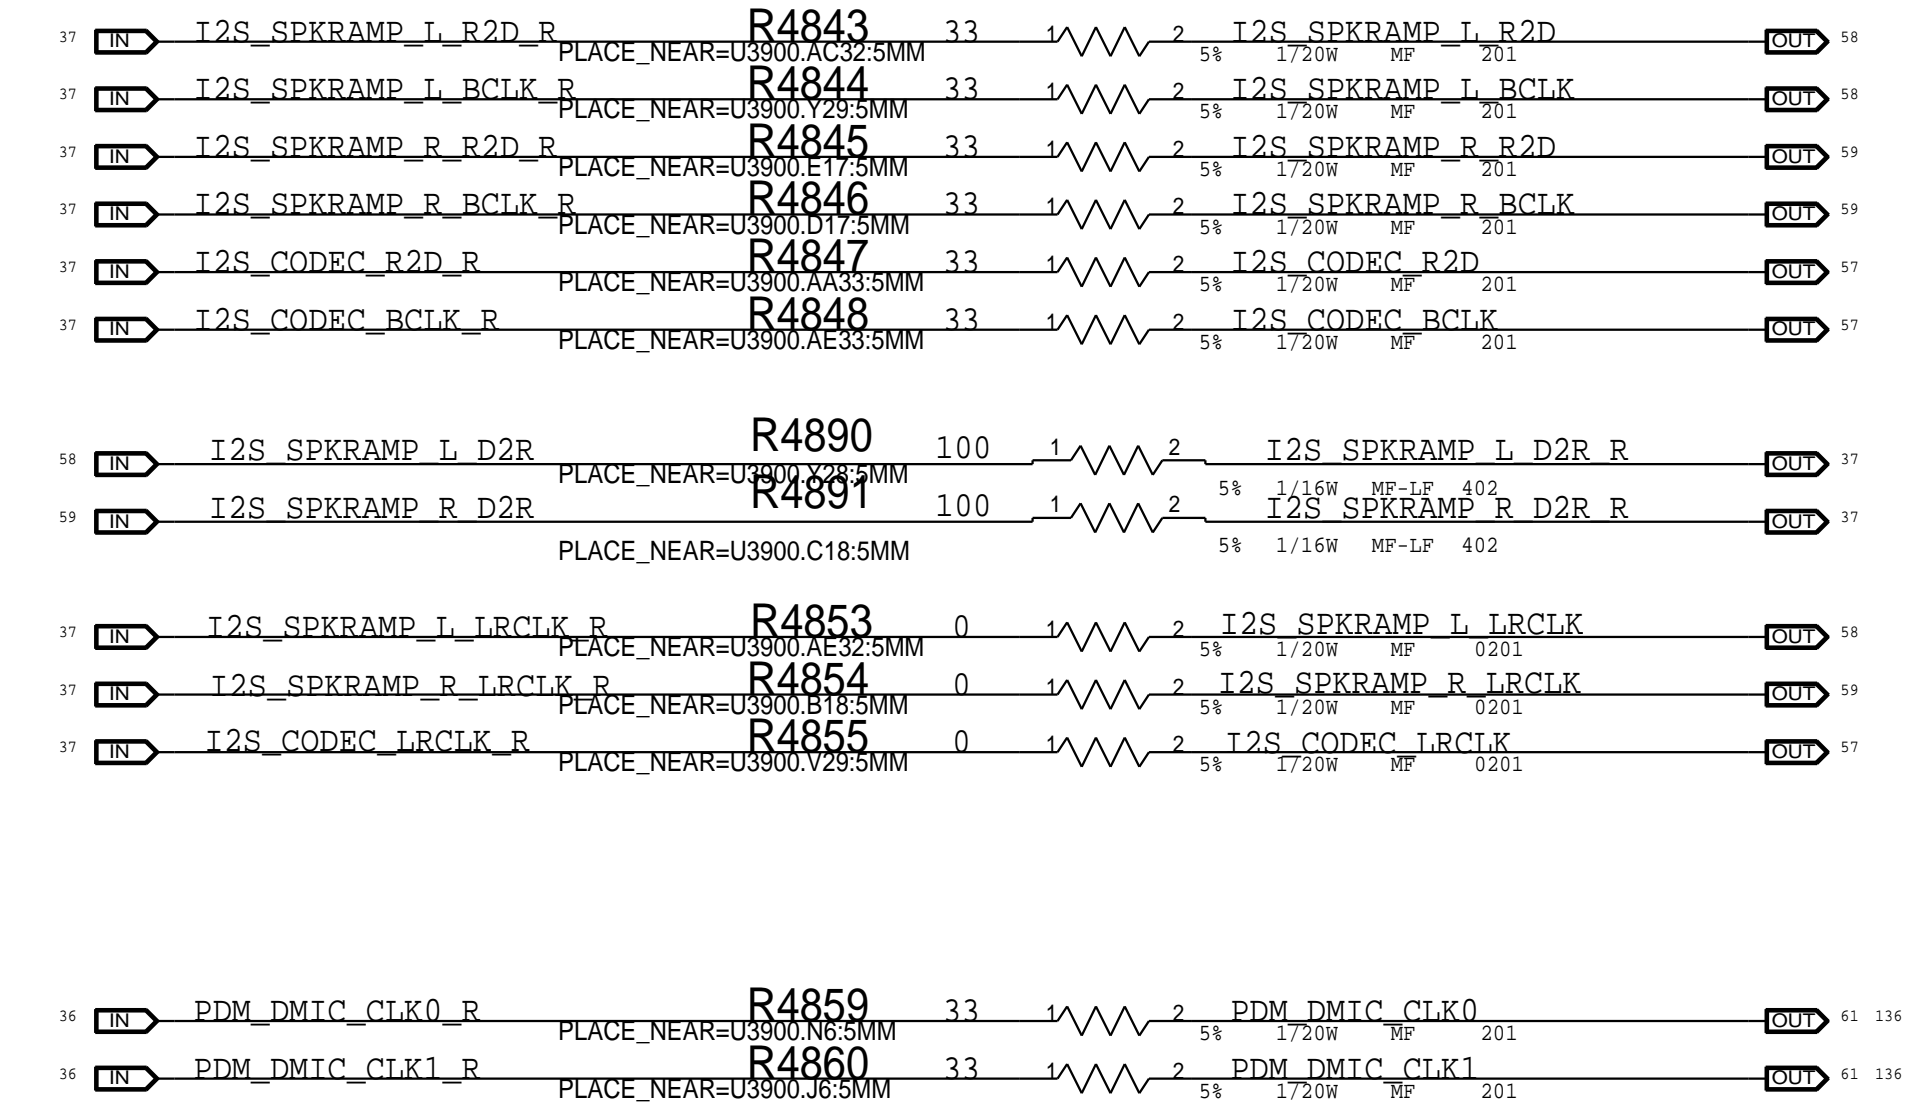 37 IN I2S_SPKRAMP_L_R2D_R R4843 33 1 2 I2S_SPKRAMP_L_R2D OUT 58
PLACE_NEAR=U3900.AC32:5MM 5% 1/20W MF 201
37 IN I2S_SPKRAMP_L_BCLK_R R4844 33 1 2 I2S_SPKRAMP_L_BCLK OUT 58
PLACE_NEAR=U3900.Y29:5MM 5% 1/20W MF 201
37 IN I2S_SPKRAMP_R_R2D_R R4845 33 1 2 I2S_SPKRAMP_R_R2D OUT 59
PLACE_NEAR=U3900.E17:5MM 5% 1/20W MF 201
37 IN I2S_SPKRAMP_R_BCLK_R R4846 33 1 2 I2S_SPKRAMP_R_BCLK OUT 59
PLACE_NEAR=U3900.D17:5MM 5% 1/20W MF 201
37 IN I2S_CODEC_R2D_R R4847 33 1 2 I2S_CODEC_R2D OUT 57
PLACE_NEAR=U3900.AA33:5MM 5% 1/20W MF 201
37 IN I2S_CODEC_BCLK_R R4848 33 1 2 I2S_CODEC_BCLK OUT 57
PLACE_NEAR=U3900.AE33:5MM 5% 1/20W MF 201
58 IN I2S_SPKRAMP_L_D2R R4890 100 1 2 I2S_SPKRAMP_L_D2R_R OUT 37
PLACE_NEAR=U3900.Y28:5MM 5% 1/16W MF-LF 402
59 IN I2S_SPKRAMP_R_D2R R4891 100 1 2 I2S_SPKRAMP_R_D2R_R OUT 37
PLACE_NEAR=U3900.C18:5MM 5% 1/16W MF-LF 402
37 IN I2S_SPKRAMP_L_LRCLK_R R4853 0 1 2 I2S_SPKRAMP_L_LRCLK OUT 58
PLACE_NEAR=U3900.AE32:5MM 5% 1/20W MF 0201
37 IN I2S_SPKRAMP_R_LRCLK_R R4854 0 1 2 I2S_SPKRAMP_R_LRCLK OUT 59
PLACE_NEAR=U3900.B18:5MM 5% 1/20W MF 0201
37 IN I2S_CODEC_LRCLK_R R4855 0 1 2 I2S_CODEC_LRCLK OUT 57
PLACE_NEAR=U3900.V29:5MM 5% 1/20W MF 0201
36 IN PDM_DMIC_CLK0_R R4859 33 1 2 PDM_DMIC_CLK0 OUT 61 136
PLACE_NEAR=U3900.N6:5MM 5% 1/20W MF 201
36 IN PDM_DMIC_CLK1_R R4860 33 1 2 PDM_DMIC_CLK1 OUT 61 136
PLACE_NEAR=U3900.J6:5MM 5% 1/20W MF 201